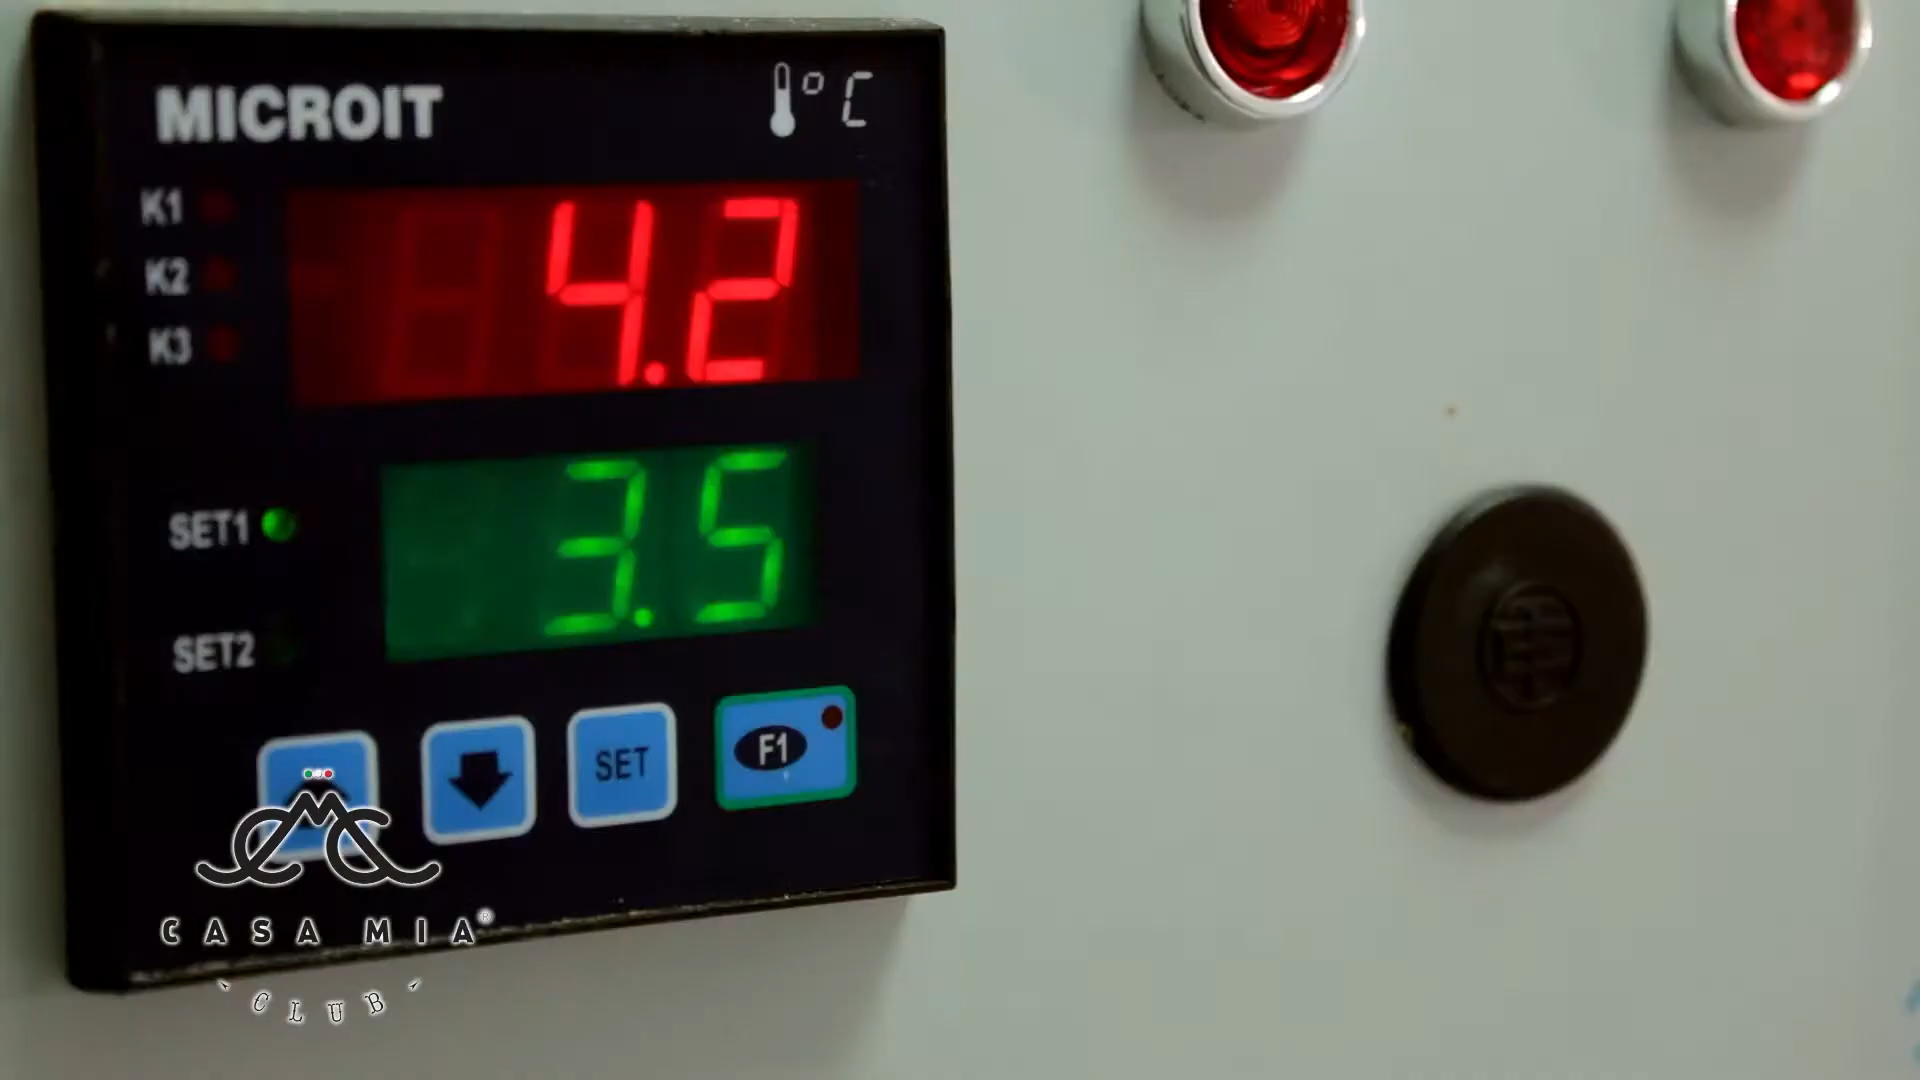 MICROIT
°C
K1
4.2
K2
K3
SET1
3.5
SET2
SET
F1
CASA MIA®
CLUB